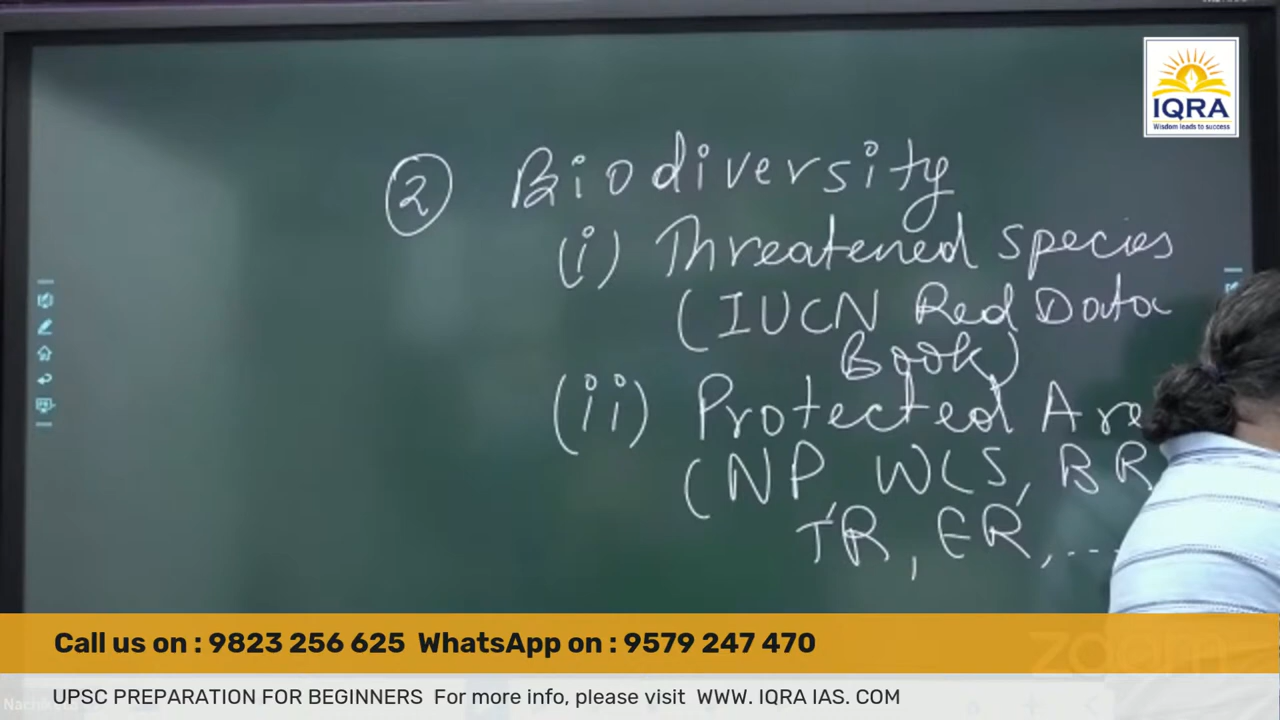 IQRA
Wisdom leads to success
② Biodiversity
(i) Threatened species
(IUCN Red Data
Book)
(ii) Protected Are
(NP, WLS, BR
TR, ER, ...
Call us on : 9823 256 625 WhatsApp on : 9579 247 470
zoom
UPSC PREPARATION FOR BEGINNERS For more info, please visit WWW. IQRA IAS. COM